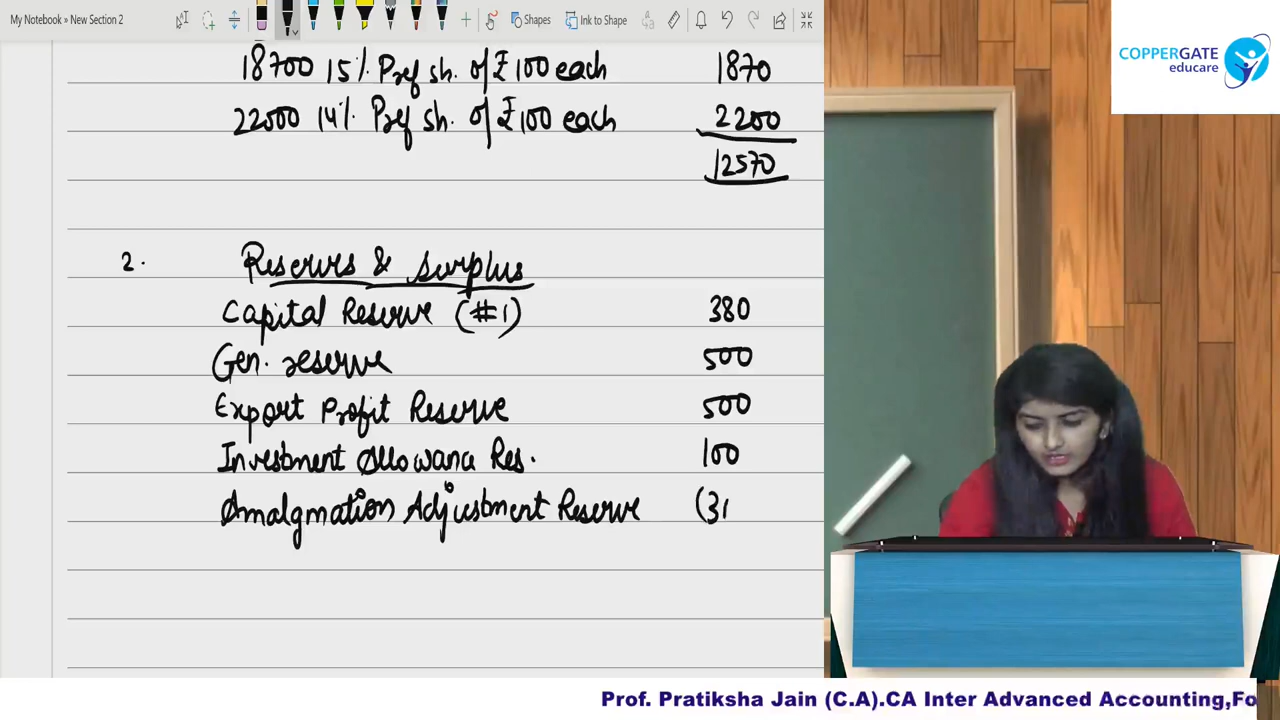 My Notebook » New Section 2
Shapes
Ink to Shape
COPPERGATE
educare
18700 15% Pref sh. of ₹100 each 1870
22000 14% Pref sh. of ₹100 each 2200
12570
2. Reserves & Surplus
Capital Reserve (#1) 380
Gen. reserve 500
Export Profit Reserve 500
Investment Allowana Res. 100
Amalgmation Adjustment Reserve (31
Prof. Pratiksha Jain (C.A).CA Inter Advanced Accounting,Fo